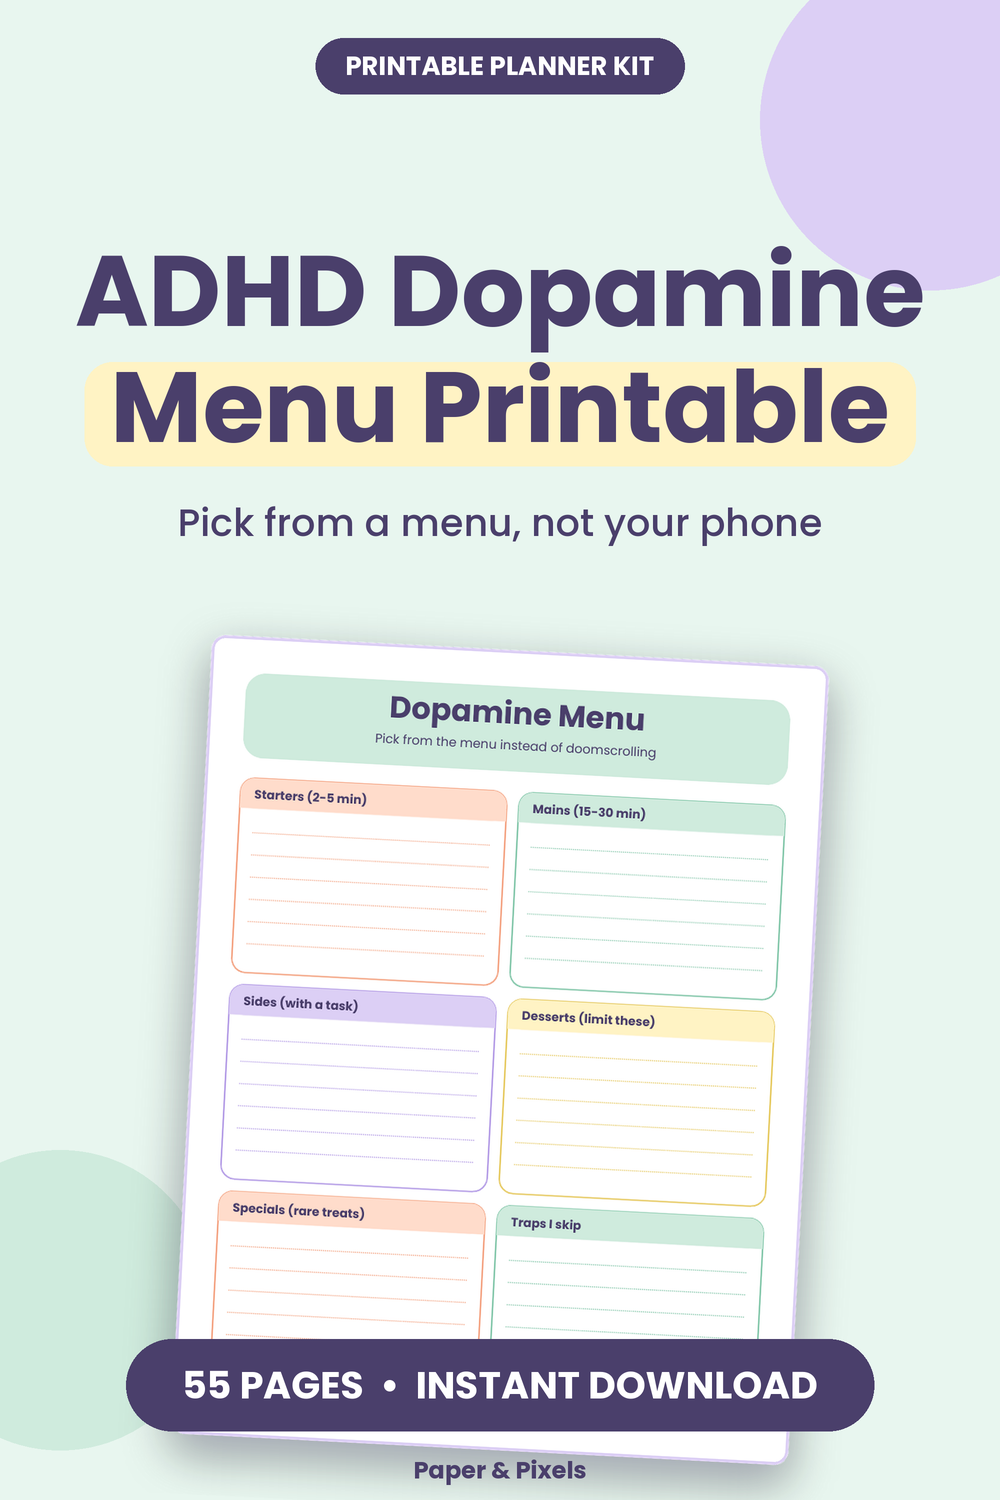 PRINTABLE PLANNER KIT
ADHD Dopamine
Menu Printable
Pick from a menu, not your phone
Dopamine Menu
Pick from the menu instead of doomscrolling
Starters (2-5 min)
Mains (15-30 min)
Sides (with a task)
Desserts (limit these)
Specials (rare treats)
Traps I skip
55 PAGES • INSTANT DOWNLOAD
Paper & Pixels